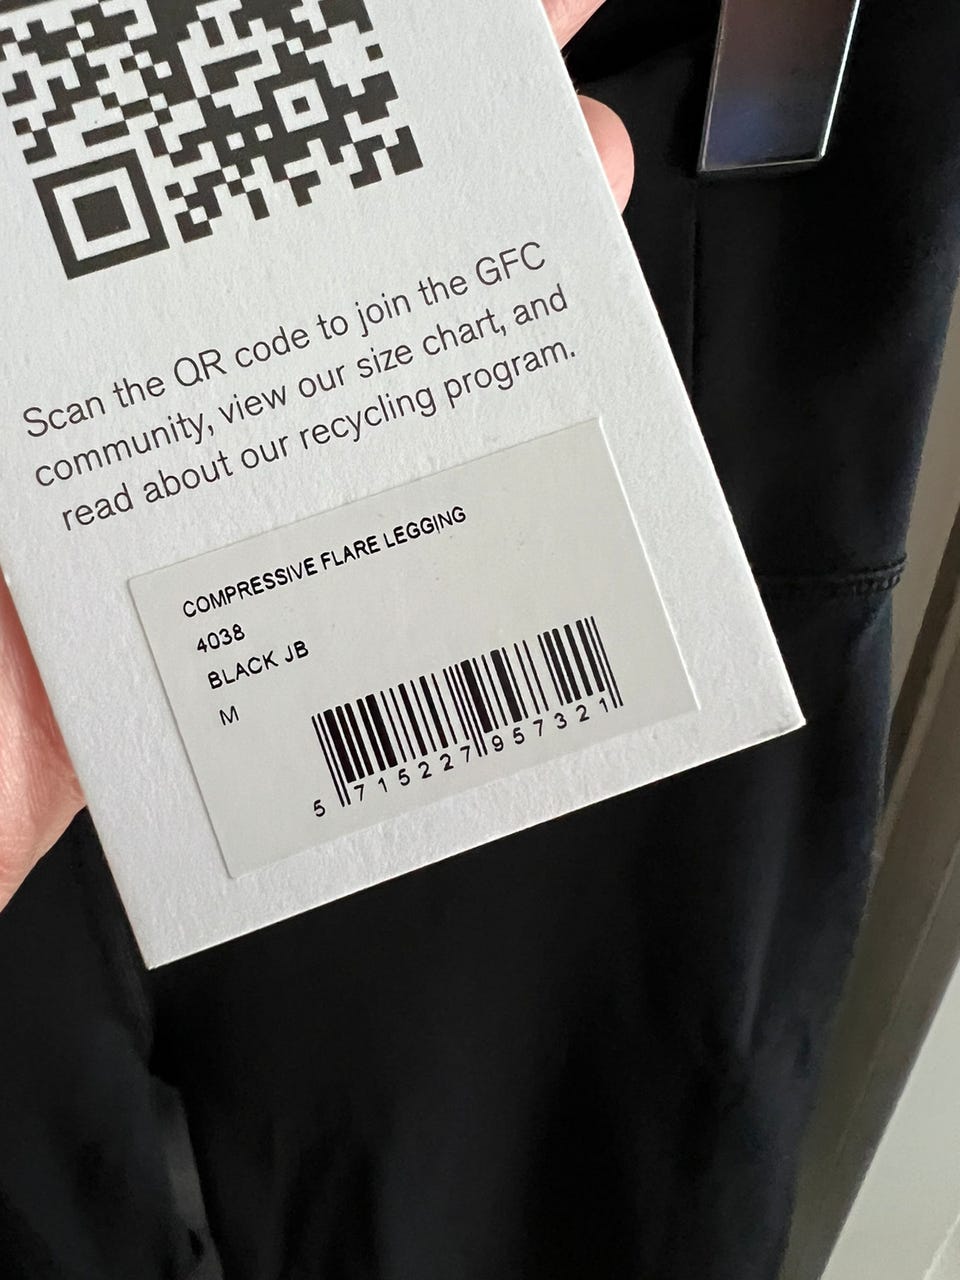 Scan the QR code to join the GFC
community, view our size chart, and
read about our recycling program.
COMPRESSIVE FLARE LEGGING
4038
BLACK JB
M
5 715227 957321